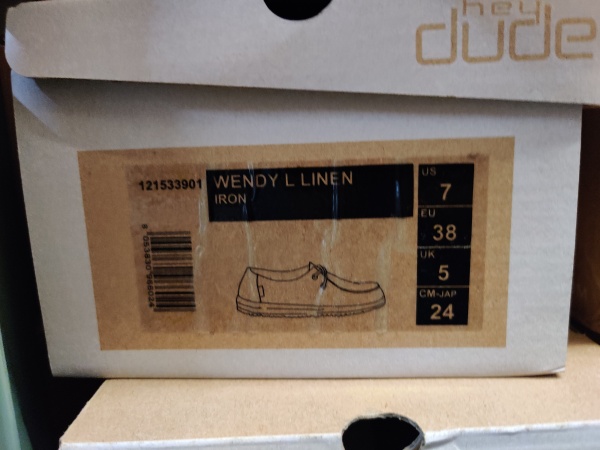 hey
dude
121533901
WENDY L LINEN
IRON
US
7
EU
38
UK
5
CM-JAP
24